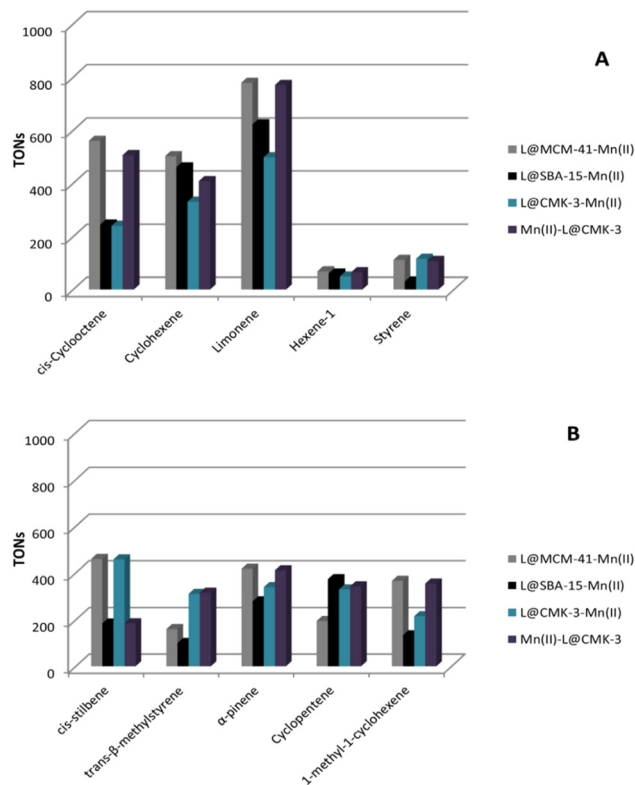 A
1000
800
600
400
200
0
TONs
cis-Cyclooctene
Cyclohexene
Limonene
Hexene-1
Styrene
L@MCM-41-Mn(II)
L@SBA-15-Mn(II)
L@CMK-3-Mn(II)
Mn(II)-L@CMK-3
B
1000
800
600
400
200
0
TONs
cis-stilbene
trans-β-methylstyrene
α-pinene
Cyclopentene
1-methyl-1-cyclohexene
L@MCM-41-Mn(II)
L@SBA-15-Mn(II)
L@CMK-3-Mn(II)
Mn(II)-L@CMK-3